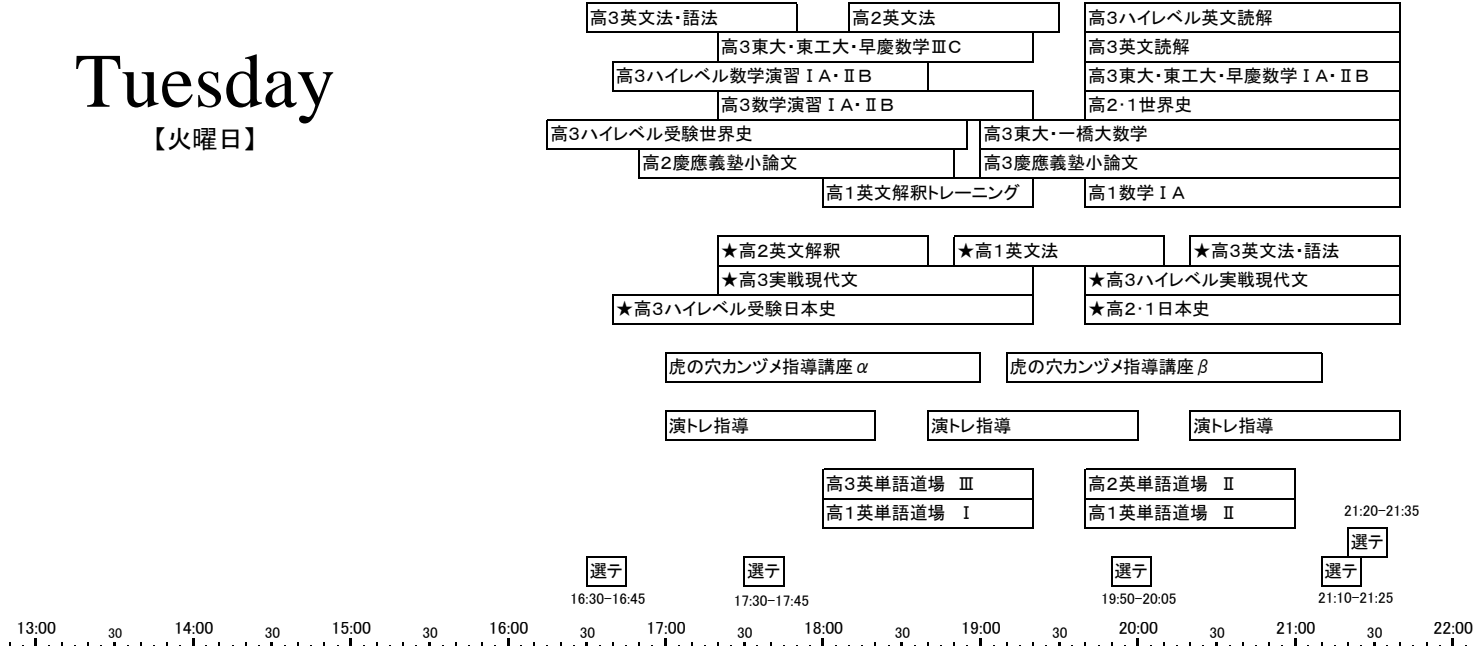 Tuesday
【火曜日】
高3英文法・語法 高2英文法 高3ハイレベル英文読解
高3東大・東工大・早慶数学ⅢC 高3英文読解
高3ハイレベル数学演習ⅠA・ⅡB 高3東大・東工大・早慶数学ⅠA・ⅡB
高3数学演習ⅠA・ⅡB 高2・1世界史
高3ハイレベル受験世界史 高3東大・一橋大数学
高2慶應義塾小論文 高3慶應義塾小論文
高1英文解釈トレーニング 高1数学ⅠA
★高2英文解釈 ★高1英文法 ★高3英文法・語法
★高3実戦現代文 ★高3ハイレベル実戦現代文
★高3ハイレベル受験日本史 ★高2・1日本史
虎の穴カンヅメ指導講座α 虎の穴カンヅメ指導講座β
演トレ指導 演トレ指導 演トレ指導
高3英単語道場 Ⅲ 高2英単語道場 Ⅱ
高1英単語道場 Ⅰ 高1英単語道場 Ⅱ
21:20-21:35
選テ
選テ 選テ 選テ 選テ
16:30-16:45 17:30-17:45 19:50-20:05 21:10-21:25
13:00 30 14:00 30 15:00 30 16:00 30 17:00 30 18:00 30 19:00 30 20:00 30 21:00 30 22:00